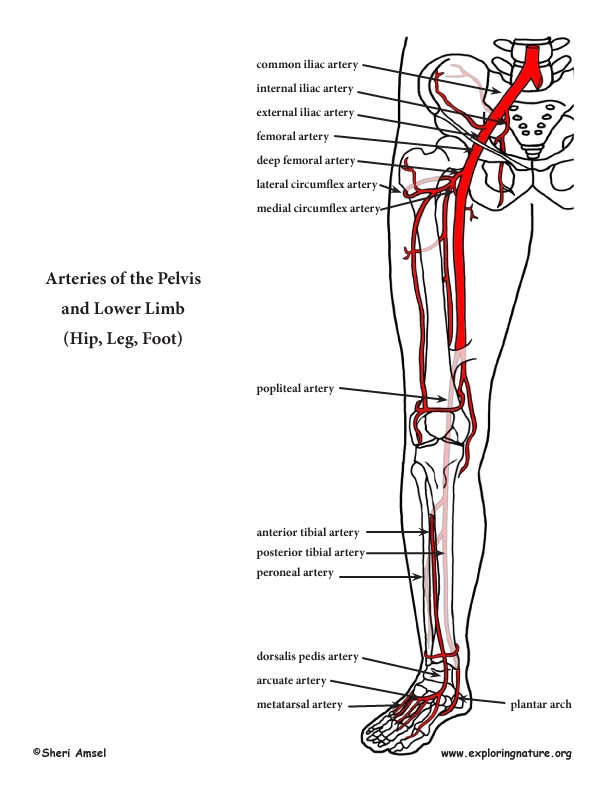 common iliac artery
internal iliac artery
external iliac artery
femoral artery
deep femoral artery
lateral circumflex artery
medial circumflex artery
Arteries of the Pelvis
and Lower Limb
(Hip, Leg, Foot)
popliteal artery
anterior tibial artery
posterior tibial artery
peroneal artery
dorsalis pedis artery
arcuate artery
metatarsal artery
plantar arch
©Sheri Amsel
www.exploringnature.org